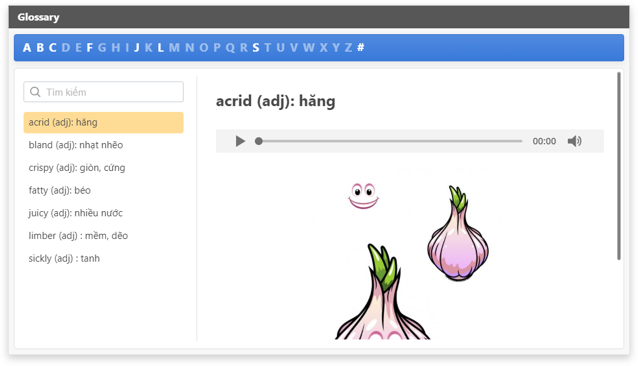 Glossary
A B C D E F G H I J K L M N O P Q R S T U V W X Y Z #
Tìm kiếm
acrid (adj): hăng
bland (adj): nhạt nhẽo
crispy (adj): giòn, cứng
fatty (adj): béo
juicy (adj): nhiều nước
limber (adj) : mềm, dẽo
sickly (adj) : tanh
acrid (adj): hăng
00:00